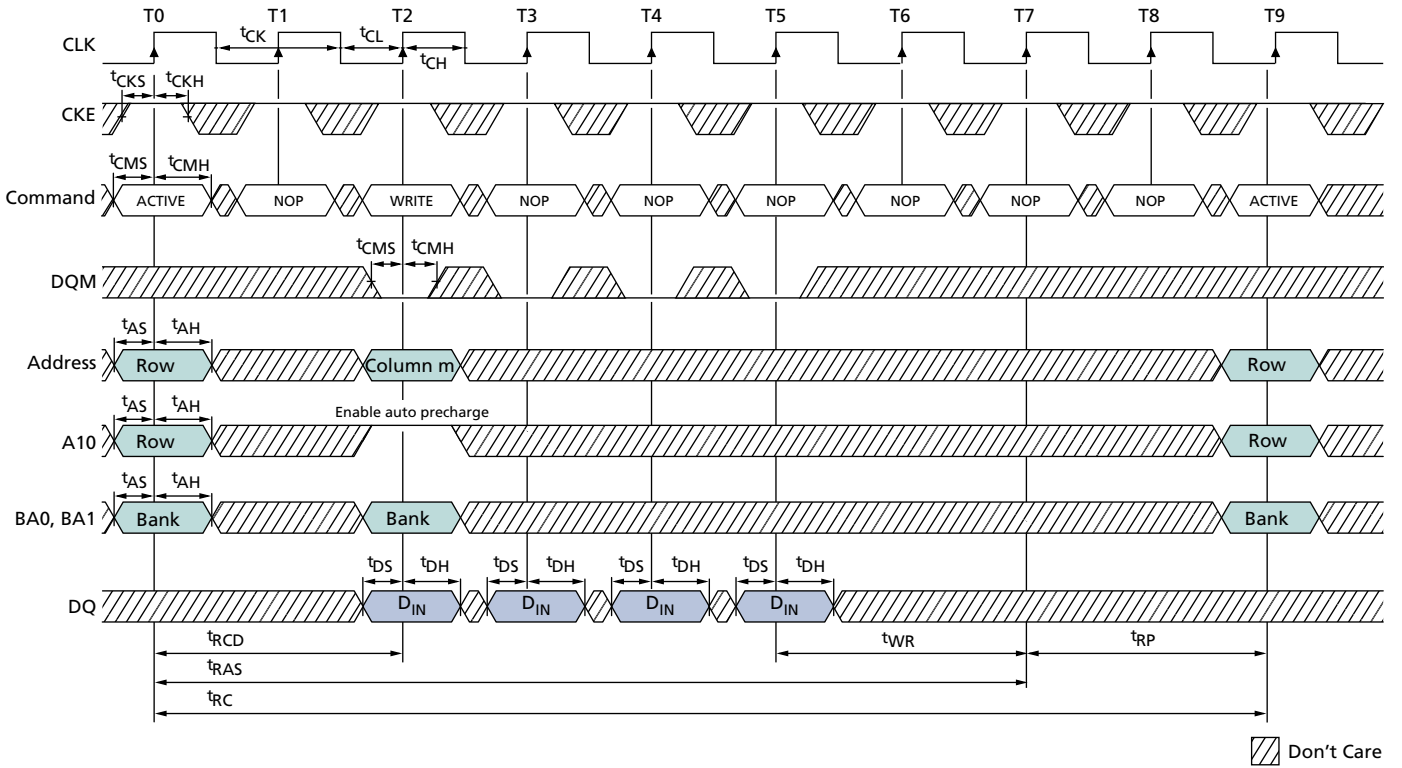 T0 T1 T2 T3 T4 T5 T6 T7 T8 T9
CLK tCK tCL tCH
tCKS tCKH
CKE
tCMS tCMH
Command ACTIVE NOP WRITE NOP NOP NOP NOP NOP NOP ACTIVE
tCMS tCMH
DQM
tAS tAH
Address Row Column m Row
tAS tAH Enable auto precharge
A10 Row Row
tAS tAH
BA0, BA1 Bank Bank Bank
tDS tDH tDS tDH tDS tDH tDS tDH
DQ DIN DIN DIN DIN
tRCD tWR tRP
tRAS
tRC
Don't Care